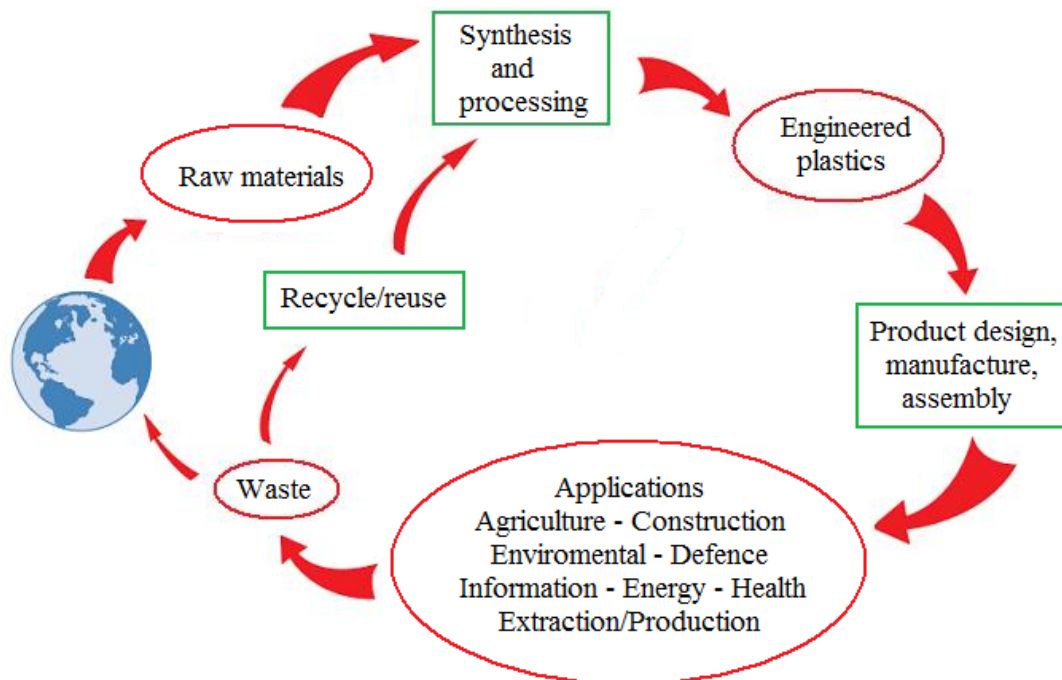 Synthesis
and
processing
Engineered
plastics
Raw materials
Recycle/reuse
Product design,
manufacture,
assembly
Waste
Applications
Agriculture - Construction
Enviromental - Defence
Information - Energy - Health
Extraction/Production